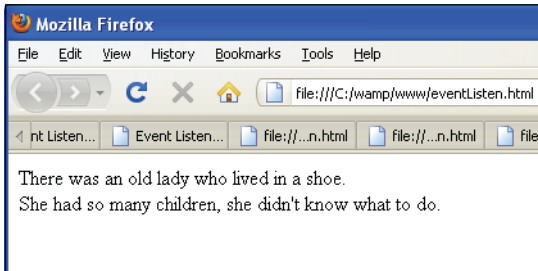 Mozilla Firefox
File Edit View History Bookmarks Tools Help
file:///C:/wamp/www/eventListen.html
nt Listen... Event Listen... file://...n.html file://...n.html file
There was an old lady who lived in a shoe.
She had so many children, she didn't know what to do.